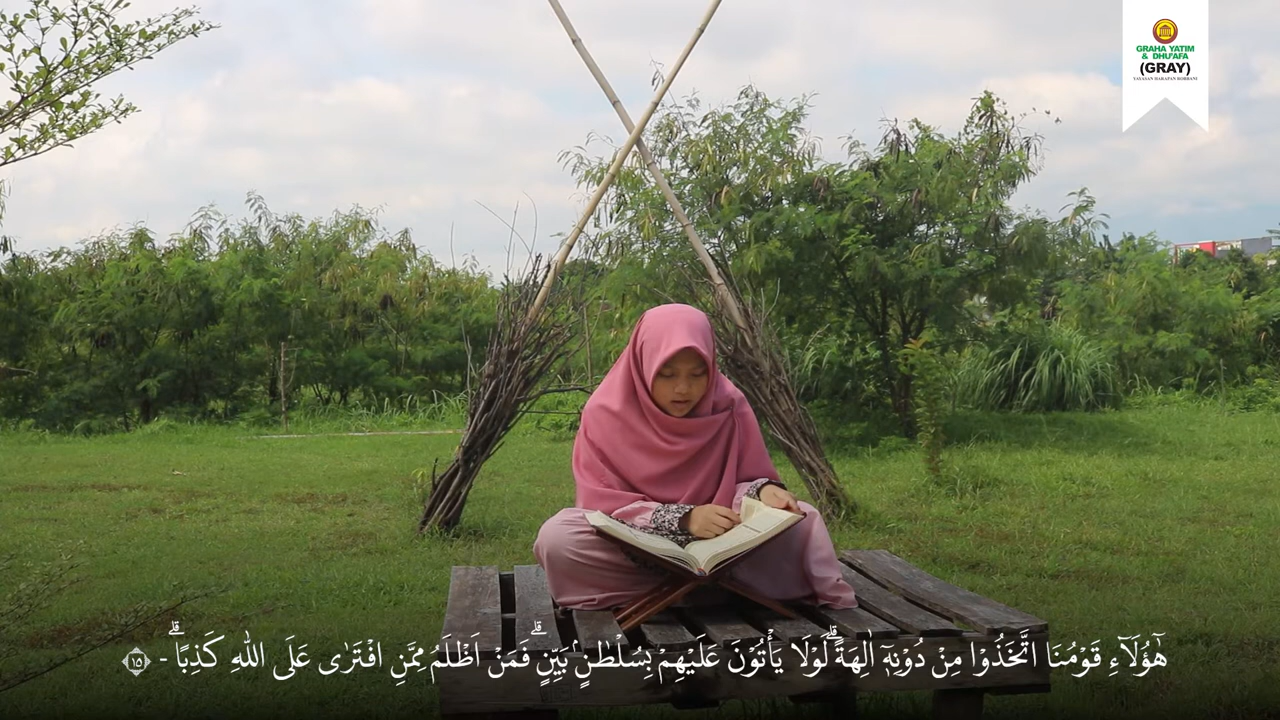 GRAHA YATIM
& DHU'AFA
(GRAY)
YAYASAN HARAPAN ROBBANI
هٰٓؤُلَاۤءِ قَوْمُنَا اتَّخَذُوْا مِنْ دُوْنِهٖٓ اٰلِهَةًۗ لَوْلَا يَأْتُوْنَ عَلَيْهِمْ بِسُلْطٰنٍۢ بَيِّنٍۗ فَمَنْ اَظْلَمُ مِمَّنِ افْتَرٰى عَلَى اللّٰهِ كَذِبًاۗ - ١٥